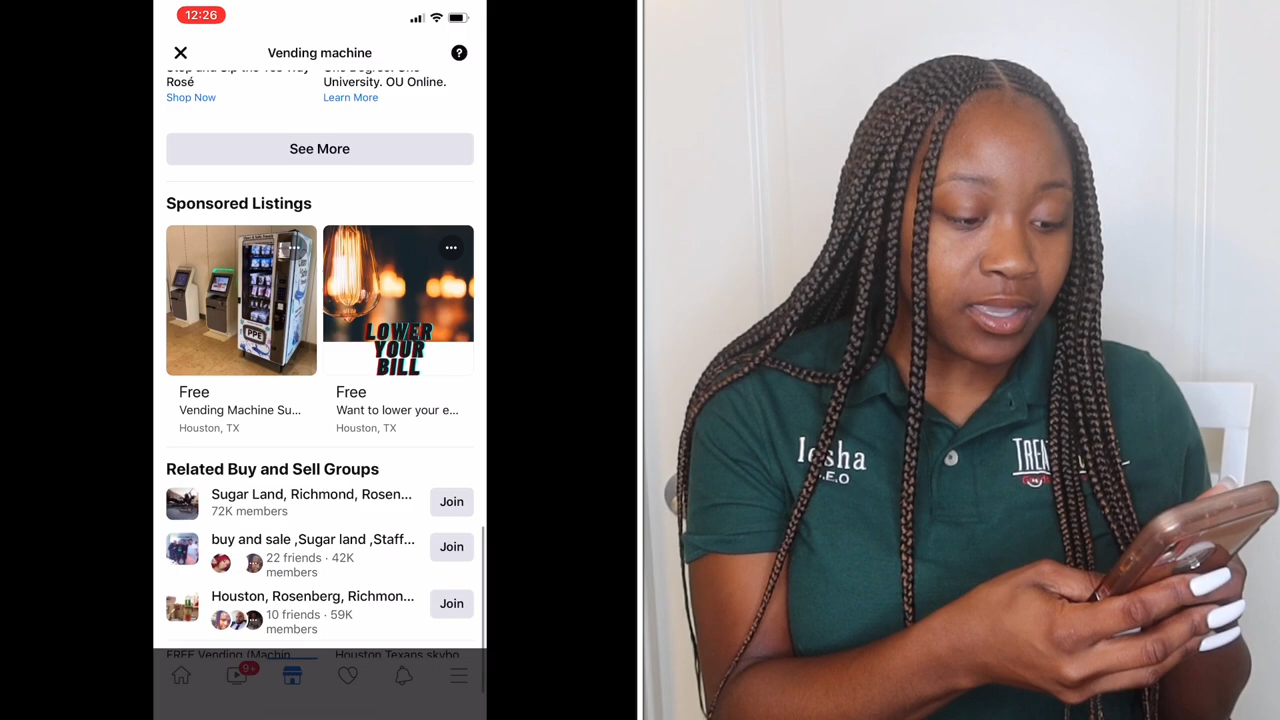 12:26
Vending machine
?
Rosé
University. OU Online.
Shop Now
Learn More
See More
Sponsored Listings
PPE
LOWER
YOUR
BILL
Free
Vending Machine Su...
Houston, TX
Free
Want to lower your e...
Houston, TX
Related Buy and Sell Groups
Sugar Land, Richmond, Rosen...
72K members
Join
buy and sale ,Sugar land ,Staff...
22 friends · 42K
members
Join
Houston, Rosenberg, Richmon...
10 friends · 59K
members
Join
9+
C.E.O